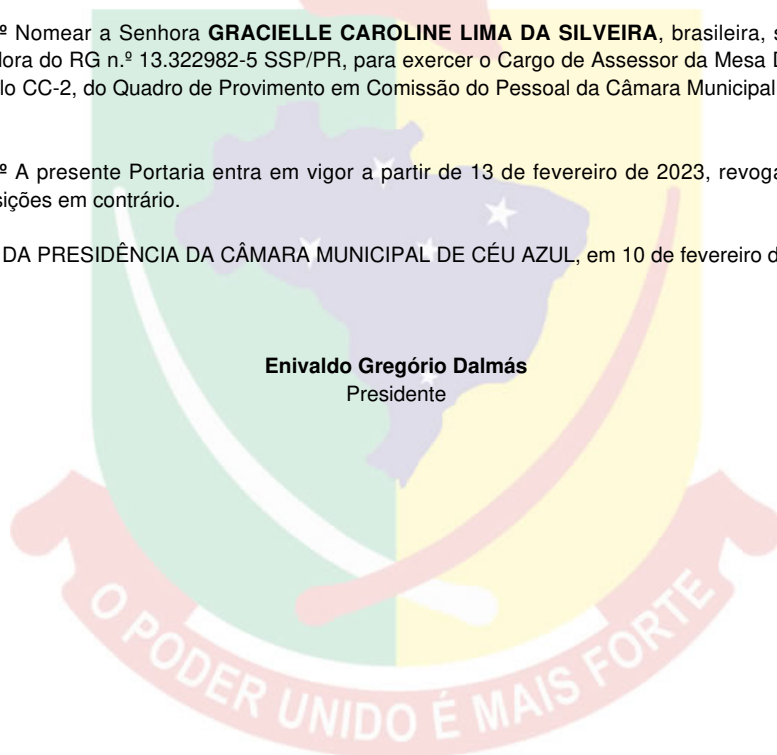 º Nomear a Senhora GRACIELLE CAROLINE LIMA DA SILVEIRA, brasileira, s
dora do RG n.º 13.322982-5 SSP/PR, para exercer o Cargo de Assessor da Mesa D
lo CC-2, do Quadro de Provimento em Comissão do Pessoal da Câmara Municipal
º A presente Portaria entra em vigor a partir de 13 de fevereiro de 2023, revoga
sições em contrário.
DA PRESIDÊNCIA DA CÂMARA MUNICIPAL DE CÉU AZUL, em 10 de fevereiro d
Enivaldo Gregório Dalmás
Presidente
O PODER UNIDO É MAIS FORTE